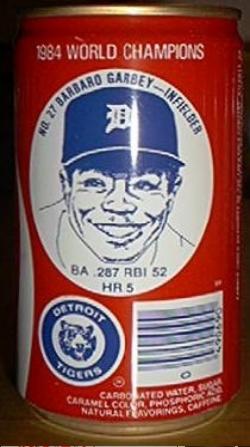 1984 WORLD CHAMPIONS
NO. 27 BARBARO GARBEY—INFIELDER
D
BA .287 RBI 52
HR 5
DETROIT
TIGERS
CARBONATED WATER, SUGAR,
CARAMEL COLOR, PHOSPHORIC ACID,
NATURAL FLAVORINGS, CAFFEINE